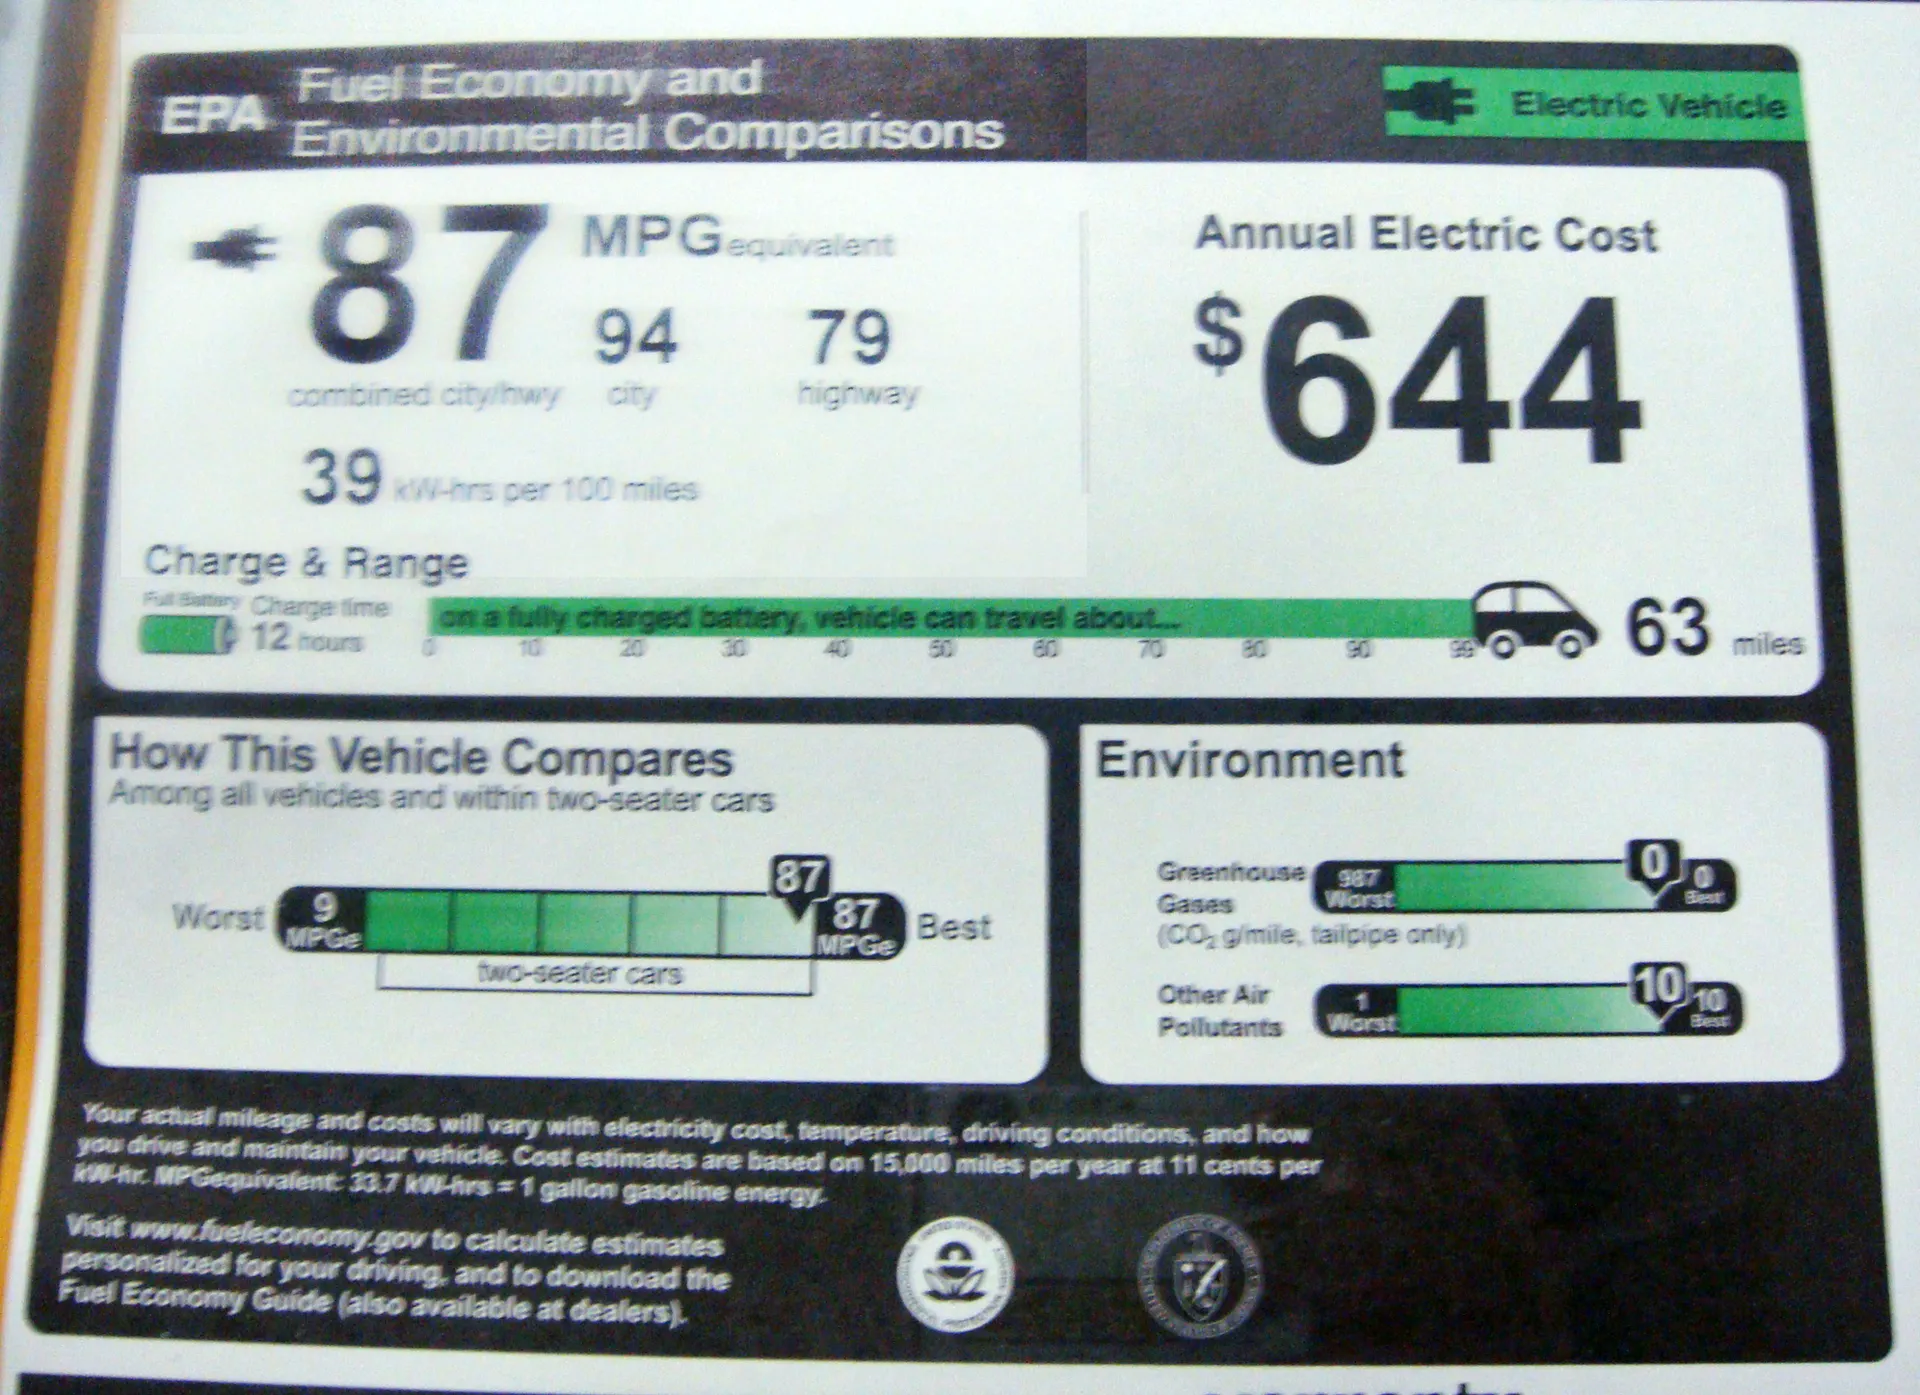 EPA Fuel Economy and
Environmental Comparisons
Electric Vehicle
87 MPGequivalent
94 79
combined city/hwy city highway
39 kW-hrs per 100 miles
Annual Electric Cost
$644
Charge & Range
Full Battery Charge time
12 hours
on a fully charged battery, vehicle can travel about...
0 10 20 30 40 50 60 70 80 90 99
63 miles
How This Vehicle Compares
Among all vehicles and within two-seater cars
87
Worst 9 MPGe 87 MPGe Best
two-seater cars
Environment
Greenhouse
Gases
(CO2 g/mile, tailpipe only)
987 Worst 0 0 Best
Other Air
Pollutants
1 Worst 10 10 Best
Your actual mileage and costs will vary with electricity cost, temperature, driving conditions, and how
you drive and maintain your vehicle. Cost estimates are based on 15,000 miles per year at 11 cents per
kW-hr. MPGequivalent: 33.7 kW-hrs = 1 gallon gasoline energy.
Visit www.fueleconomy.gov to calculate estimates
personalized for your driving, and to download the
Fuel Economy Guide (also available at dealers).